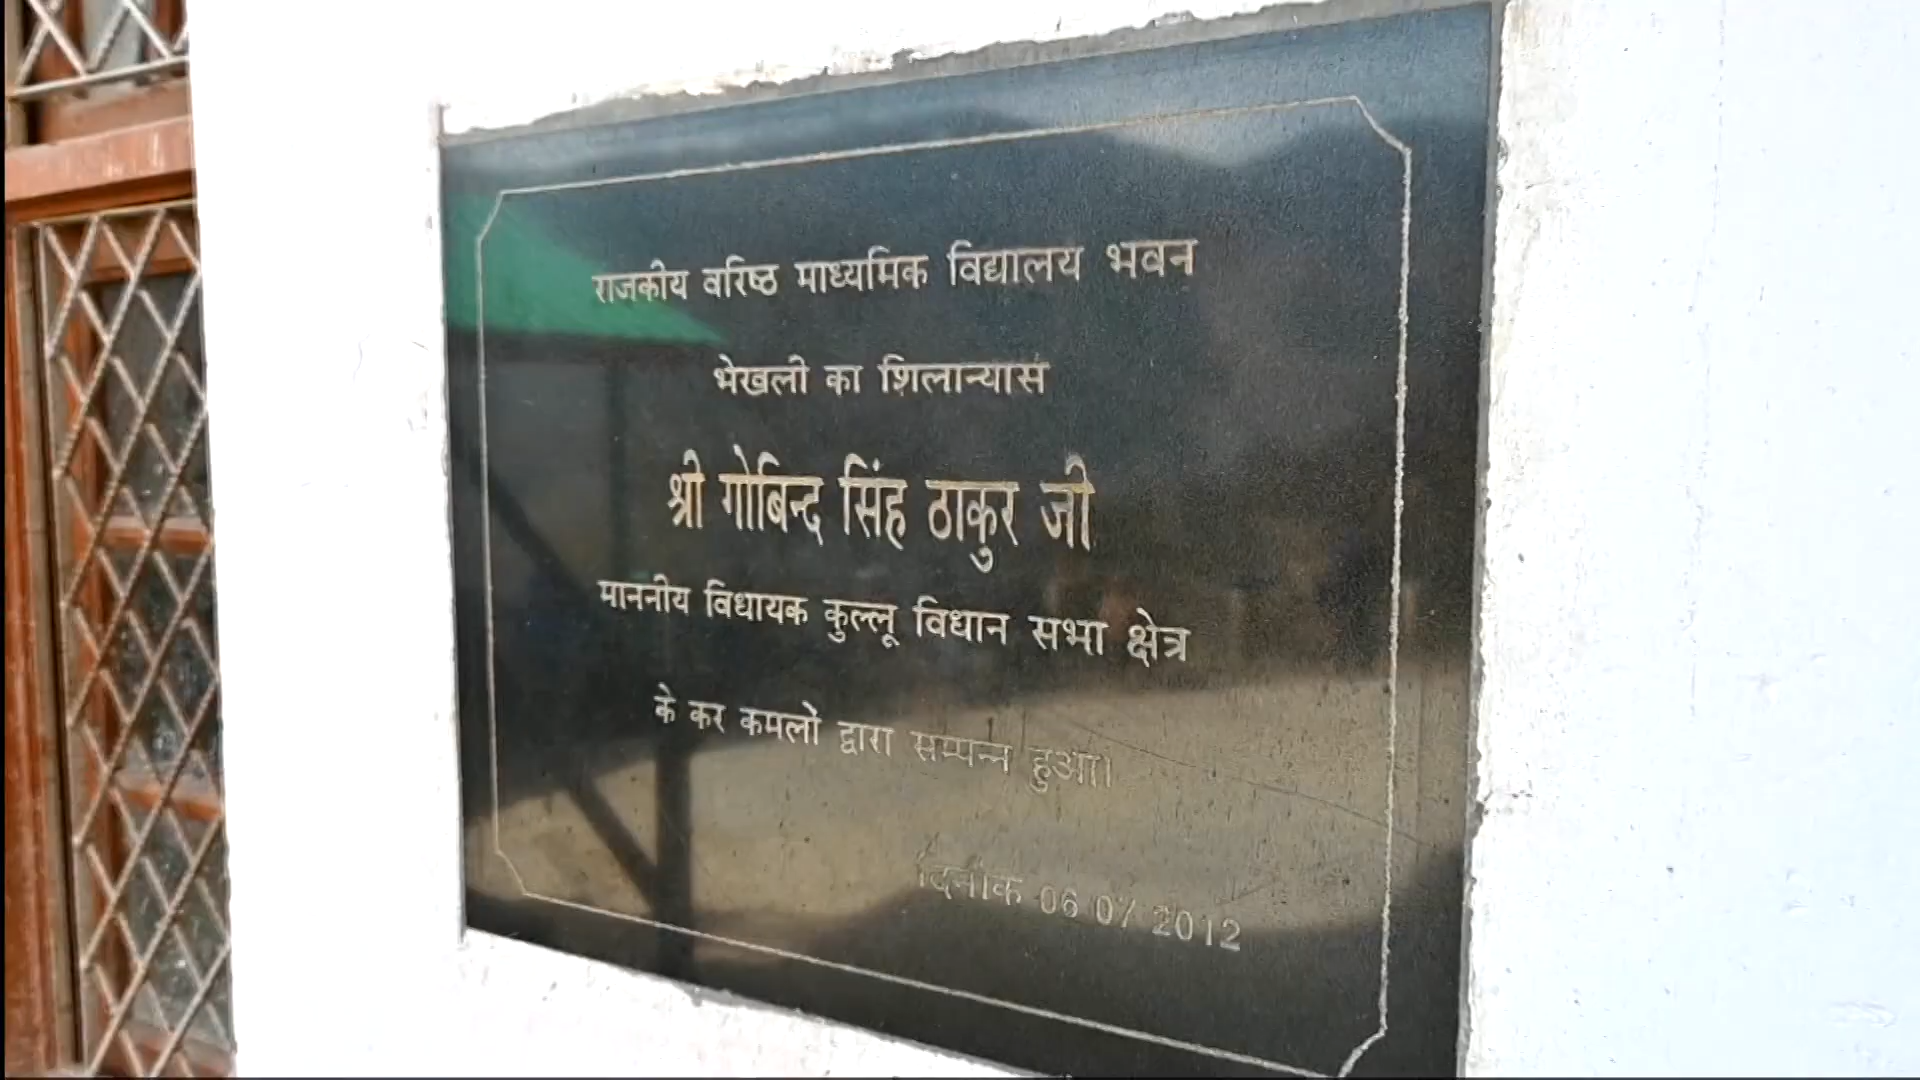 राजकीय वरिष्ठ माध्यमिक विद्यालय भवन
भेखली का शिलान्यास
श्री गोबिन्द सिंह ठाकुर जी
माननीय विधायक कुल्लू विधान सभा क्षेत्र
के कर कमलों द्वारा सम्पन्न हुआ।
दिनांक 06 07 2012